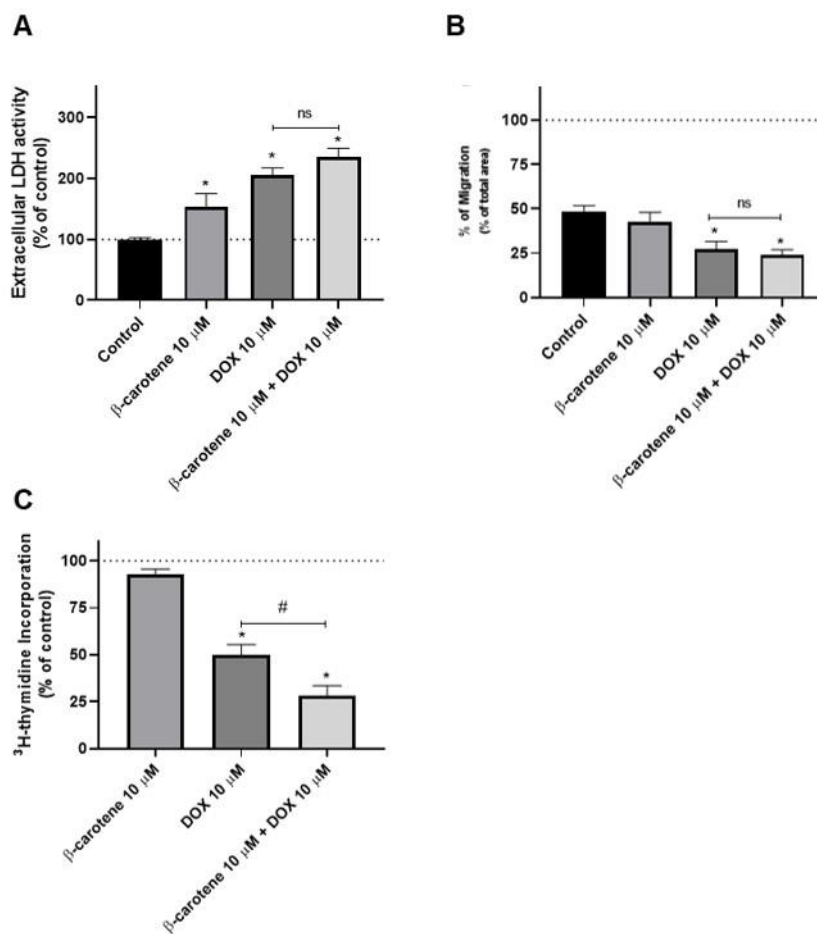 A
Extracellular LDH activity
(% of control)
300
200
100
0
ns
*
*
*
Control
β-carotene 10 μM
DOX 10 μM
β-carotene 10 μM + DOX 10 μM
B
% of Migration
(% of total area)
100
75
50
25
0
ns
*
*
Control
β-carotene 10 μM
DOX 10 μM
β-carotene 10 μM + DOX 10 μM
C
³H-thymidine Incorporation
(% of control)
100
75
50
25
0
#
*
*
β-carotene 10 μM
DOX 10 μM
β-carotene 10 μM + DOX 10 μM